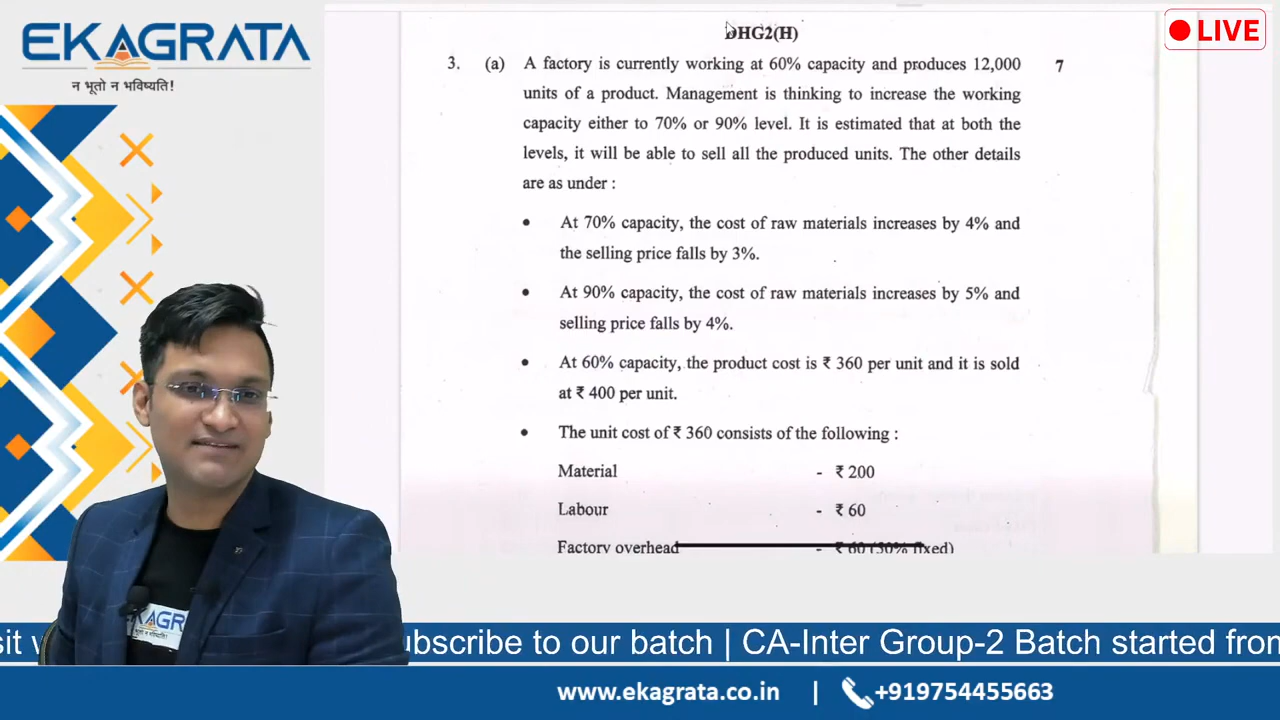 EKAGRATA
न भूतो न भविष्यति!
LIVE
DHG2(H)
3. (a) A factory is currently working at 60% capacity and produces 12,000 7
units of a product. Management is thinking to increase the working
capacity either to 70% or 90% level. It is estimated that at both the
levels, it will be able to sell all the produced units. The other details
are as under :
• At 70% capacity, the cost of raw materials increases by 4% and
the selling price falls by 3%.
• At 90% capacity, the cost of raw materials increases by 5% and
selling price falls by 4%.
• At 60% capacity, the product cost is ₹ 360 per unit and it is sold
at ₹ 400 per unit.
• The unit cost of ₹ 360 consists of the following :
Material - ₹ 200
Labour - ₹ 60
Factory overhead - ₹ 60 (30% fixed)
न भूतो न भविष्यति!
ubscribe to our batch | CA-Inter Group-2 Batch started from
www.ekagrata.co.in | +919754455663